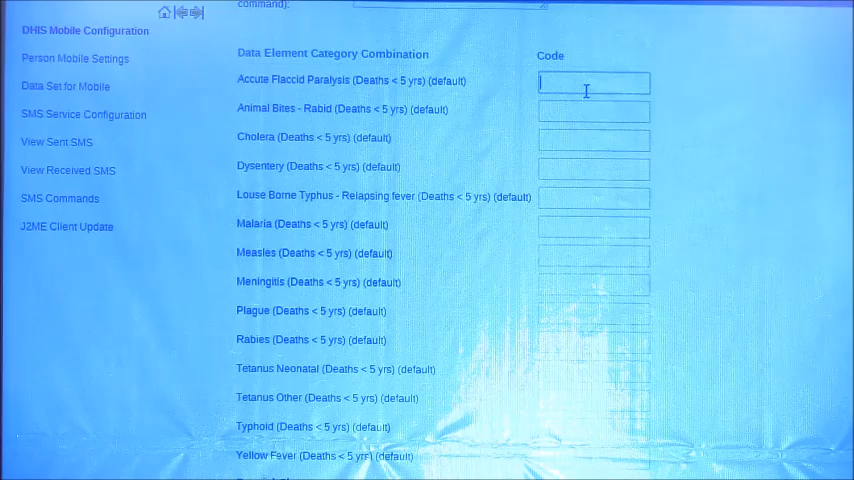 command):
DHIS Mobile Configuration
Person Mobile Settings
Data Set for Mobile
SMS Service Configuration
View Sent SMS
View Received SMS
SMS Commands
J2ME Client Update
Data Element Category Combination Code
Accute Flaccid Paralysis (Deaths < 5 yrs) (default)
Animal Bites - Rabid (Deaths < 5 yrs) (default)
Cholera (Deaths < 5 yrs) (default)
Dysentery (Deaths < 5 yrs) (default)
Louse Borne Typhus - Relapsing fever (Deaths < 5 yrs) (default)
Malaria (Deaths < 5 yrs) (default)
Measles (Deaths < 5 yrs) (default)
Meningitis (Deaths < 5 yrs) (default)
Plague (Deaths < 5 yrs) (default)
Rabies (Deaths < 5 yrs) (default)
Tetanus Neonatal (Deaths < 5 yrs) (default)
Tetanus Other (Deaths < 5 yrs) (default)
Typhoid (Deaths < 5 yrs) (default)
Yellow Fever (Deaths < 5 yrs) (default)